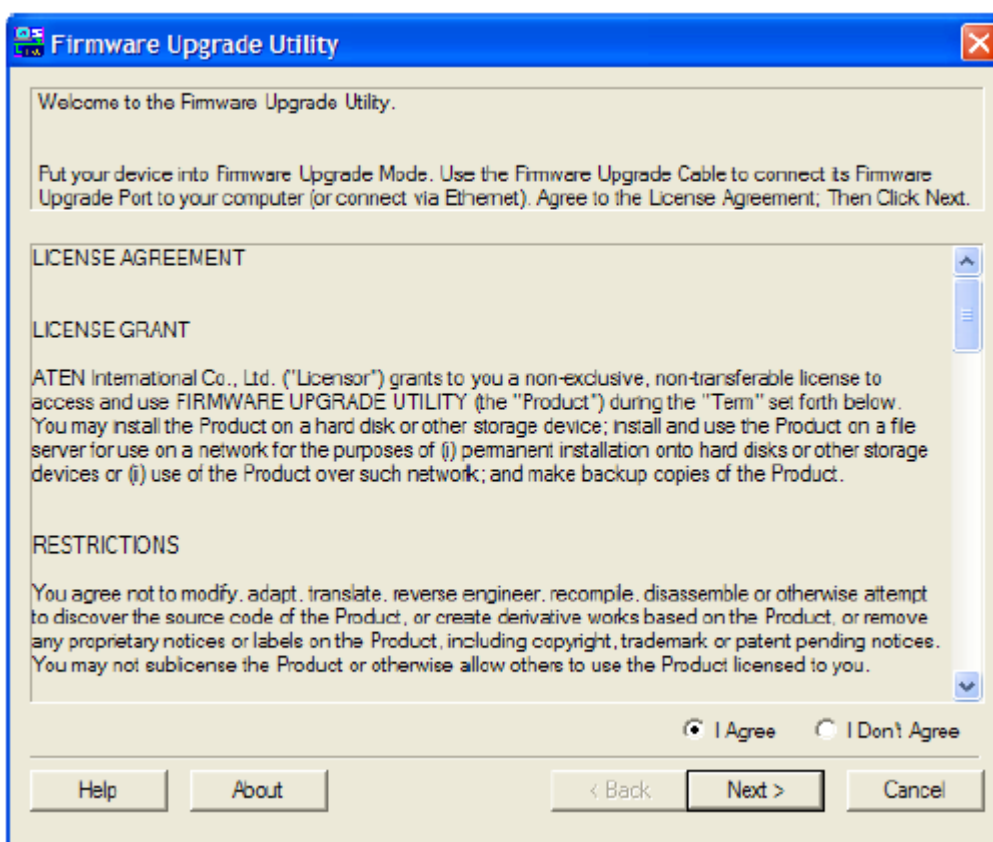 Firmware Upgrade Utility
Welcome to the Firmware Upgrade Utility.
Put your device into Firmware Upgrade Mode. Use the Firmware Upgrade Cable to connect its Firmware
Upgrade Port to your computer (or connect via Ethernet). Agree to the License Agreement; Then Click Next.
LICENSE AGREEMENT
LICENSE GRANT
ATEN International Co., Ltd. ("Licensor") grants to you a non-exclusive, non-transferable license to
access and use FIRMWARE UPGRADE UTILITY (the "Product") during the "Term" set forth below.
You may install the Product on a hard disk or other storage device; install and use the Product on a file
server for use on a network for the purposes of (i) permanent installation onto hard disks or other storage
devices or (ii) use of the Product over such network; and make backup copies of the Product.
RESTRICTIONS
You agree not to modify, adapt, translate, reverse engineer, recompile, disassemble or otherwise attempt
to discover the source code of the Product, or create derivative works based on the Product, or remove
any proprietary notices or labels on the Product, including copyright, trademark or patent pending notices.
You may not sublicense the Product or otherwise allow others to use the Product licensed to you.
I Agree I Don't Agree
Help About < Back Next > Cancel